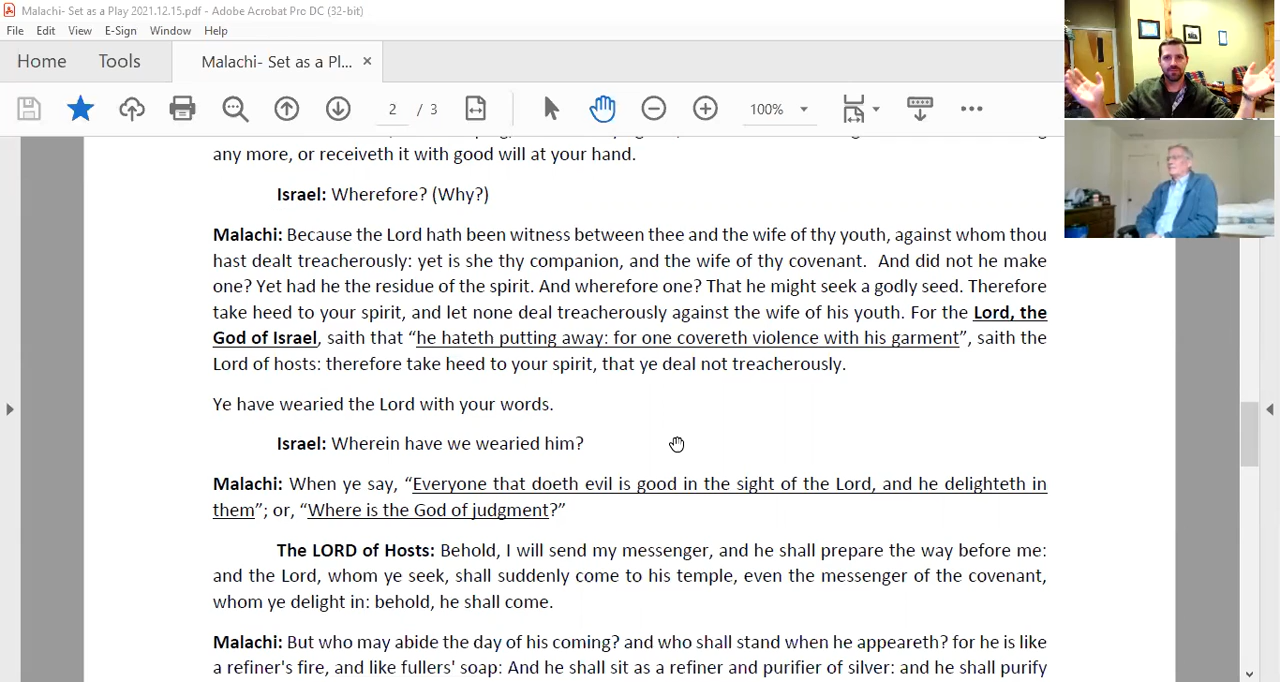 Malachi- Set as a Play 2021.12.15.pdf - Adobe Acrobat Pro DC (32-bit)
File Edit View E-Sign Window Help
Home Tools Malachi- Set as a Pl... ×
2 / 3 100%
any more, or receiveth it with good will at your hand.
Israel: Wherefore? (Why?)
Malachi: Because the Lord hath been witness between thee and the wife of thy youth, against whom thou
hast dealt treacherously: yet is she thy companion, and the wife of thy covenant. And did not he make
one? Yet had he the residue of the spirit. And wherefore one? That he might seek a godly seed. Therefore
take heed to your spirit, and let none deal treacherously against the wife of his youth. For the Lord, the
God of Israel, saith that “he hateth putting away: for one covereth violence with his garment”, saith the
Lord of hosts: therefore take heed to your spirit, that ye deal not treacherously.
Ye have wearied the Lord with your words.
Israel: Wherein have we wearied him?
Malachi: When ye say, “Everyone that doeth evil is good in the sight of the Lord, and he delighteth in
them”; or, “Where is the God of judgment?”
The LORD of Hosts: Behold, I will send my messenger, and he shall prepare the way before me:
and the Lord, whom ye seek, shall suddenly come to his temple, even the messenger of the covenant,
whom ye delight in: behold, he shall come.
Malachi: But who may abide the day of his coming? and who shall stand when he appeareth? for he is like
a refiner's fire, and like fullers' soap: And he shall sit as a refiner and purifier of silver: and he shall purify